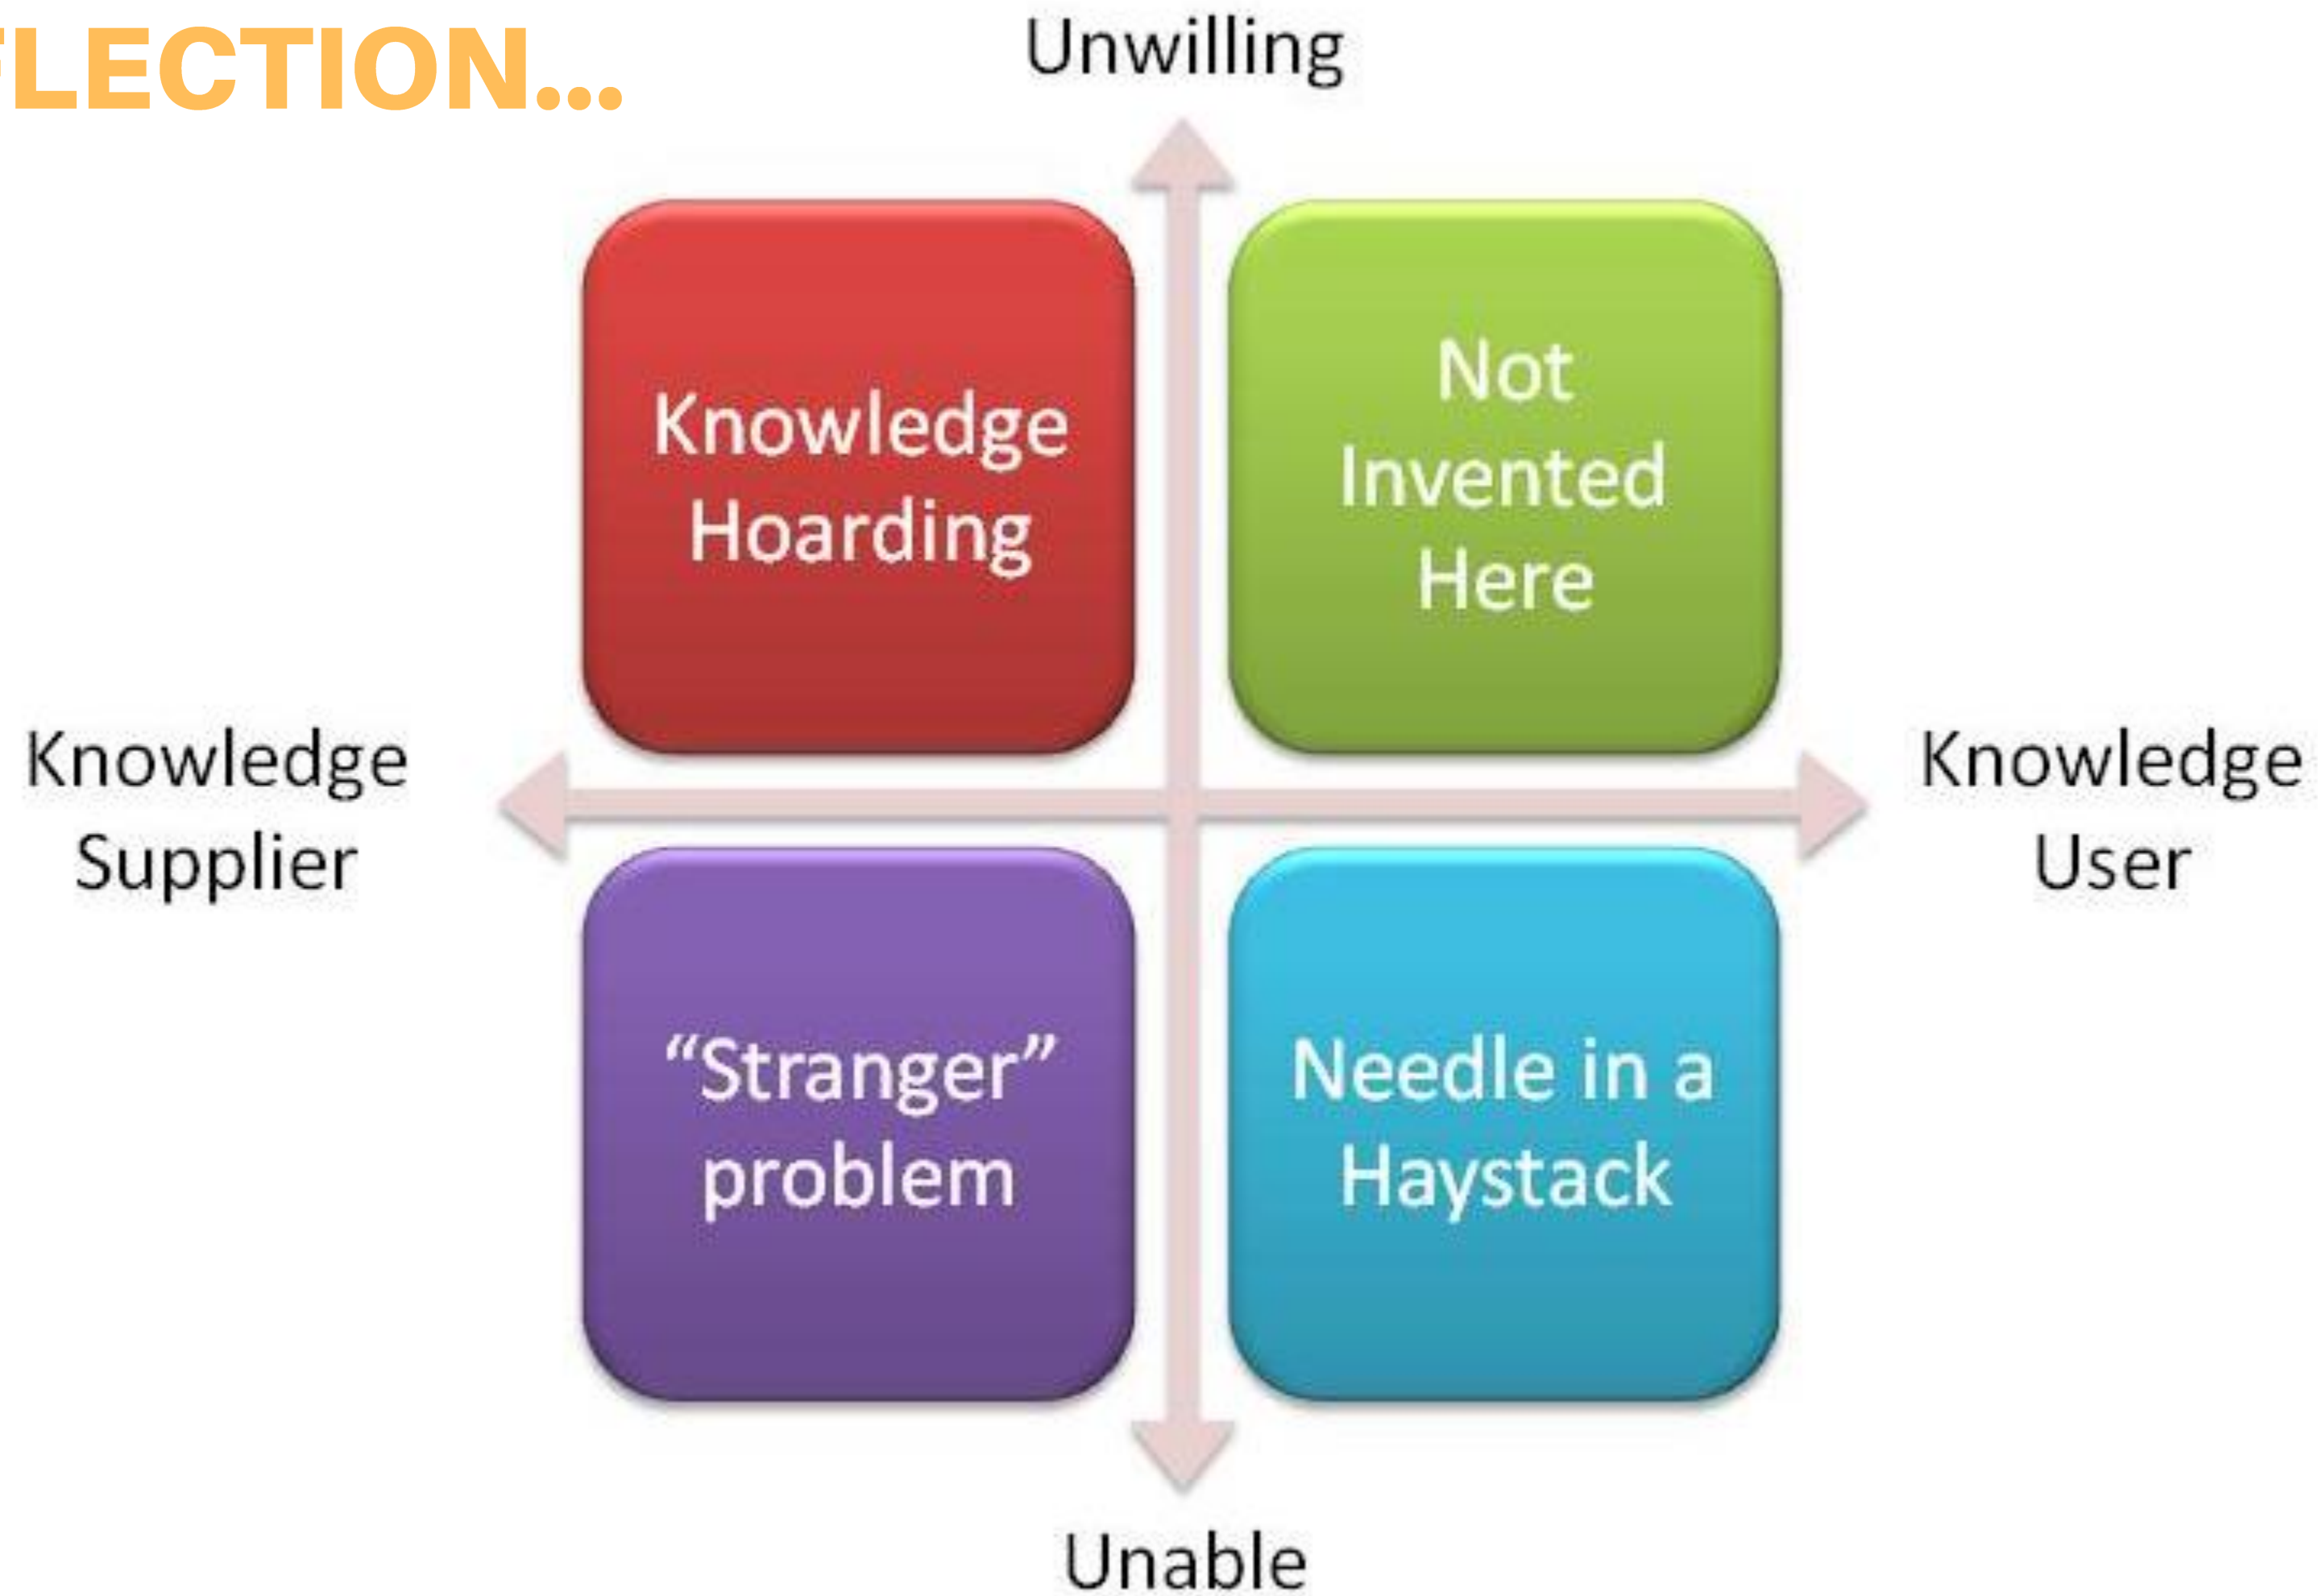 FLECTION...
Unwilling
Knowledge
Hoarding
Not
Invented
Here
Knowledge
Supplier
Knowledge
User
“Stranger”
problem
Needle in a
Haystack
Unable